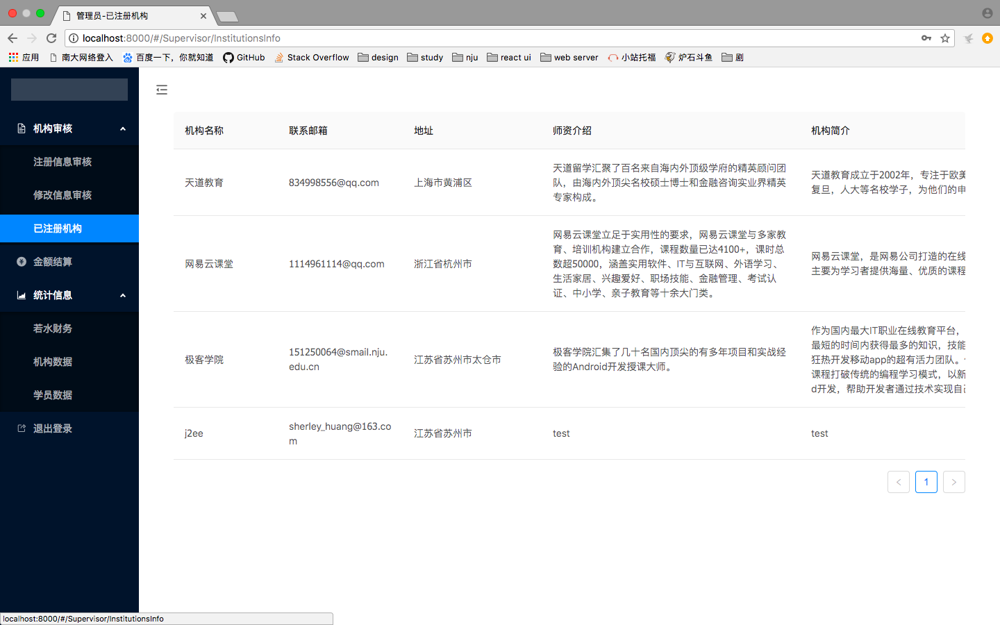 管理员-已注册机构
localhost:8000/#/Supervisor/InstitutionsInfo
应用 南大网络登入 百度一下，你就知道 GitHub Stack Overflow design study nju react ui web server 小站托福 炉石斗鱼 剧
机构审核
注册信息审核
修改信息审核
已注册机构
金额结算
统计信息
若水财务
机构数据
学员数据
退出登录
机构名称 联系邮箱 地址 师资介绍 机构简介
天道教育
834998556@qq.com
上海市黄浦区
天道留学汇聚了百名来自海内外顶级学府的精英顾问团
队，由海内外顶尖名校硕士博士和金融咨询实业界精英
专家构成。
天道教育成立于2002年，专注于欧美
复旦，人大等名校学子，为他们的申
网易云课堂
1114961114@qq.com
浙江省杭州市
网易云课堂立足于实用性的要求，网易云课堂与多家教
育、培训机构建立合作，课程数量已达4100+，课时总
数超50000，涵盖实用软件、IT与互联网、外语学习、
生活家居、兴趣爱好、职场技能、金融管理、考试认
证、中小学、亲子教育等十余大门类。
网易云课堂，是网易公司打造的在线
主要为学习者提供海量、优质的课程
极客学院
151250064@smail.nju.
edu.cn
江苏省苏州市太仓市
极客学院汇集了几十名国内顶尖的有多年项目和实战经
验的Android开发授课大师。
作为国内最大IT职业在线教育平台，
最短的时间内获得最多的知识，技能
狂热开发移动app的超有活力团队。
课程打破传统的编程学习模式，以新
d开发，帮助开发者通过技术实现自己
j2ee
sherley_huang@163.co
m
江苏省苏州市
test
test
1
localhost:8000/#/Supervisor/InstitutionsInfo